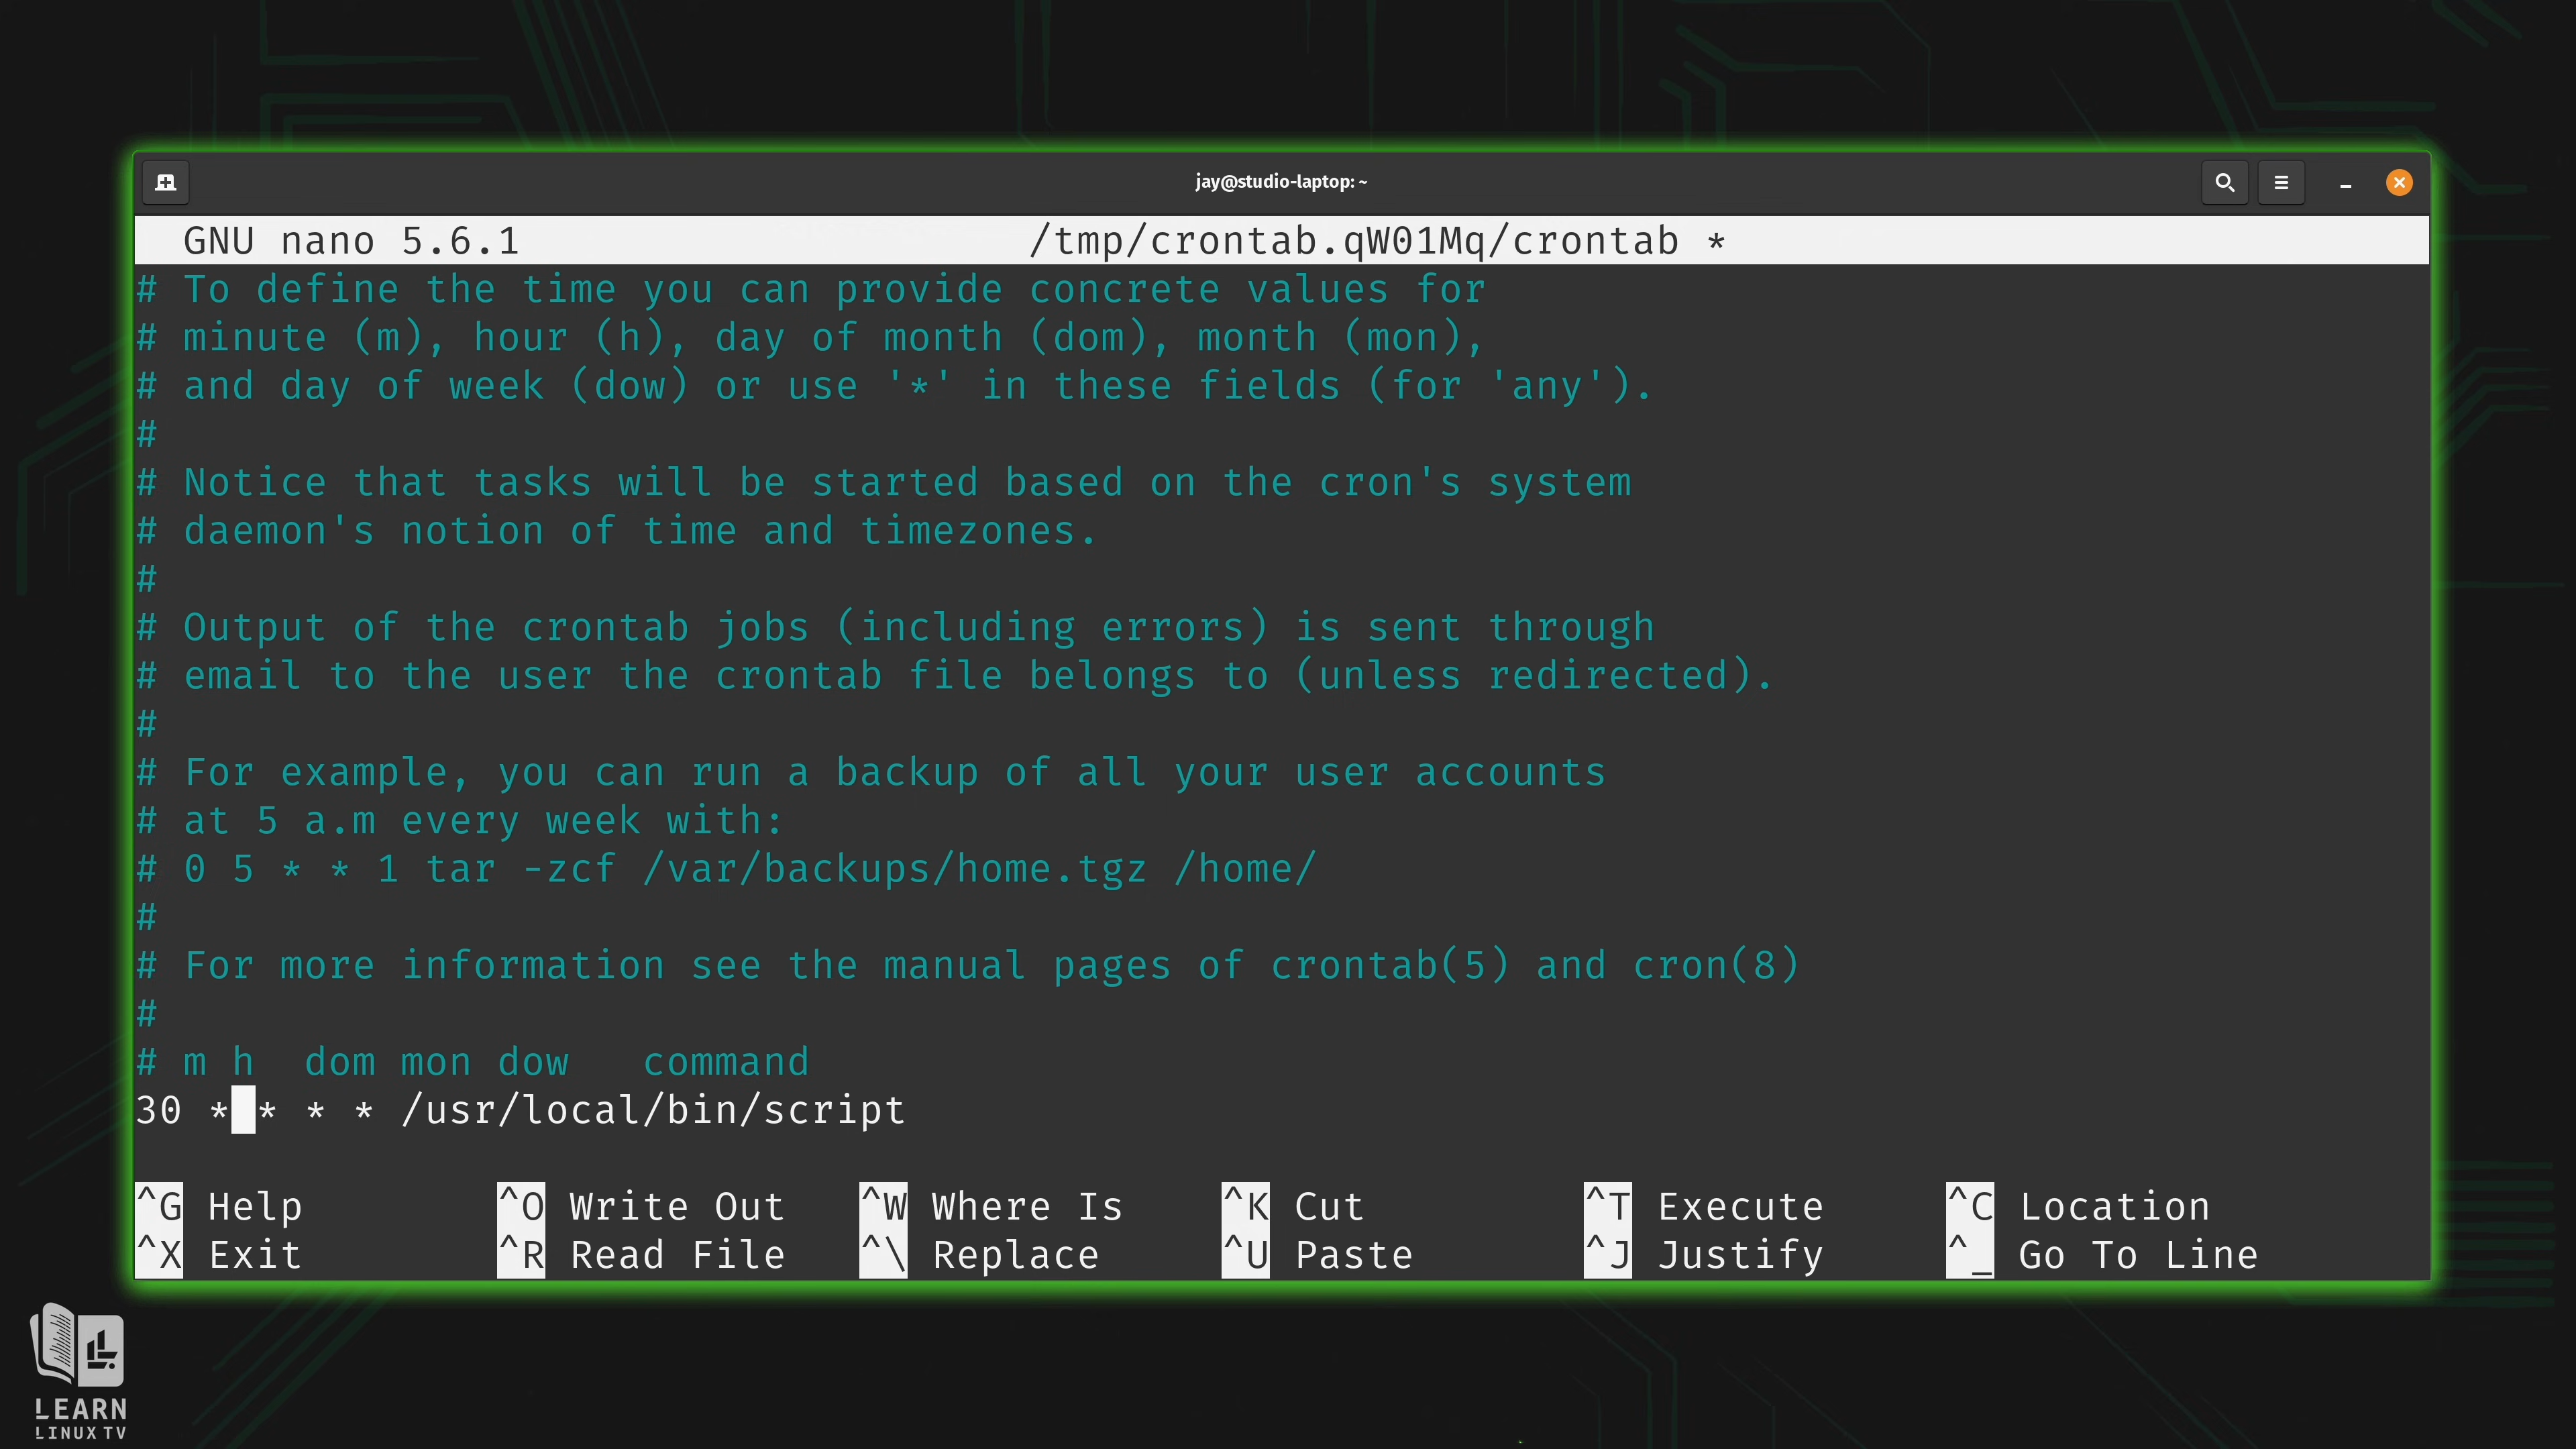 jay@studio-laptop: ~
GNU nano 5.6.1 /tmp/crontab.qW01Mq/crontab *
# To define the time you can provide concrete values for
# minute (m), hour (h), day of month (dom), month (mon),
# and day of week (dow) or use '*' in these fields (for 'any').
#
# Notice that tasks will be started based on the cron's system
# daemon's notion of time and timezones.
#
# Output of the crontab jobs (including errors) is sent through
# email to the user the crontab file belongs to (unless redirected).
#
# For example, you can run a backup of all your user accounts
# at 5 a.m every week with:
# 0 5 * * 1 tar -zcf /var/backups/home.tgz /home/
#
# For more information see the manual pages of crontab(5) and cron(8)
#
# m h  dom mon dow   command
30 * * * * /usr/local/bin/script
^G Help ^O Write Out ^W Where Is ^K Cut ^T Execute ^C Location
^X Exit ^R Read File ^\ Replace ^U Paste ^J Justify ^_ Go To Line
LEARN
LINUX TV